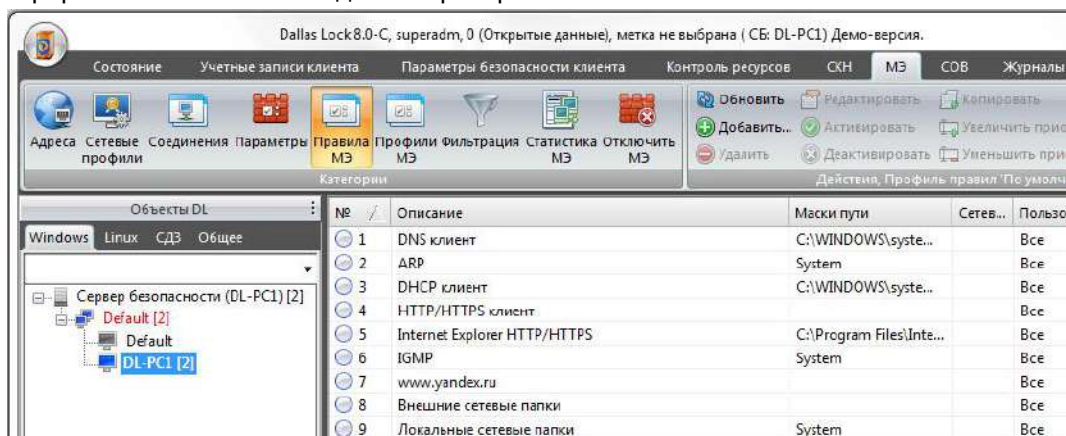 Dallas Lock 8.0-C, superadm, 0 (Открытые данные), метка не выбрана ( СБ: DL-PC1) Демо-версия.
Состояние Учетные записи клиента Параметры безопасности клиента Контроль ресурсов СКН МЭ СОВ Журналы
Адреса Сетевые профили Соединения Параметры Правила МЭ Профили МЭ Фильтрация Статистика МЭ Отключить МЭ
Обновить Редактировать Копировать
Добавить... Активировать Увеличить прио
Удалить Деактивировать Уменьшить при
Категории Действия, Профиль правил 'По умолч
Объекты DL
Windows Linux СДЗ Общее
Сервер безопасности (DL-PC1) [2]
Default [2]
Default
DL-PC1 [2]
№ Описание Маски пути Сетев... Пользо
1 DNS клиент C:\WINDOWS\syste... Все
2 ARP System Все
3 DHCP клиент C:\WINDOWS\syste... Все
4 HTTP/HTTPS клиент Все
5 Internet Explorer HTTP/HTTPS C:\Program Files\Inte... Все
6 IGMP System Все
7 www.yandex.ru Все
8 Внешние сетевые папки Все
9 Локальные сетевые папки System Все